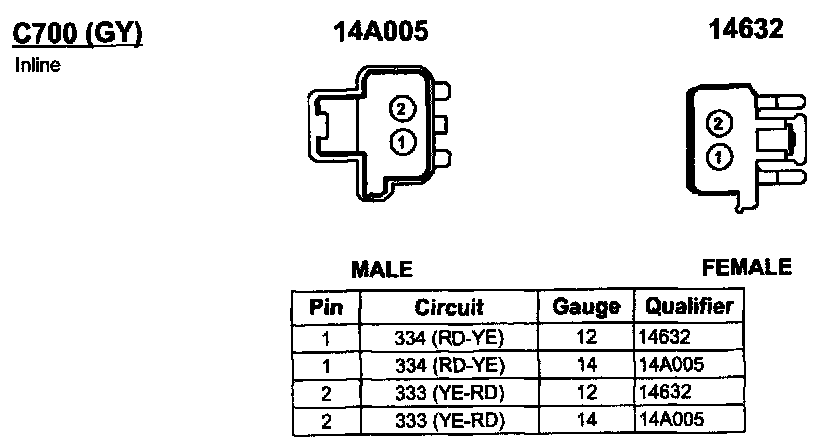 C700 (GY) 14A005 14632
Inline
2 2
1 1
MALE FEMALE
Pin Circuit Gauge Qualifier
1 334 (RD-YE) 12 14632
1 334 (RD-YE) 14 14A005
2 333 (YE-RD) 12 14632
2 333 (YE-RD) 14 14A005